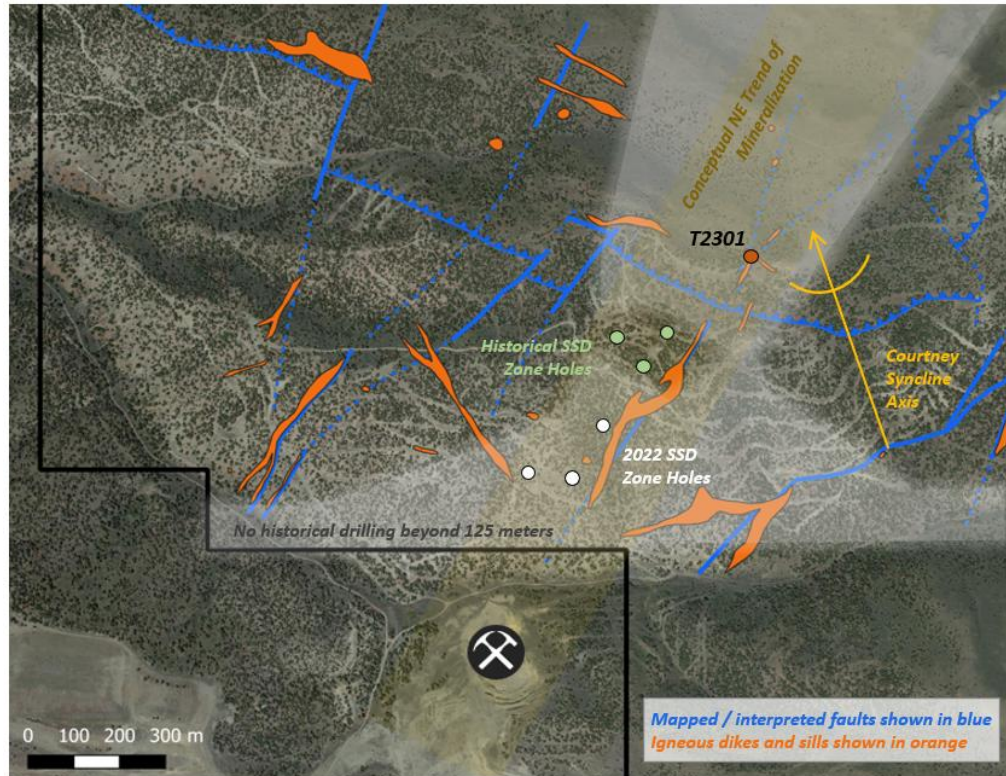 Conceptual NE Trend of
Mineralization
T2301
Historical SSD
Zone Holes
Courtney
Syncline
Axis
2022 SSD
Zone Holes
No historical drilling beyond 125 meters
0 100 200 300 m
Mapped / interpreted faults shown in blue
Igneous dikes and sills shown in orange